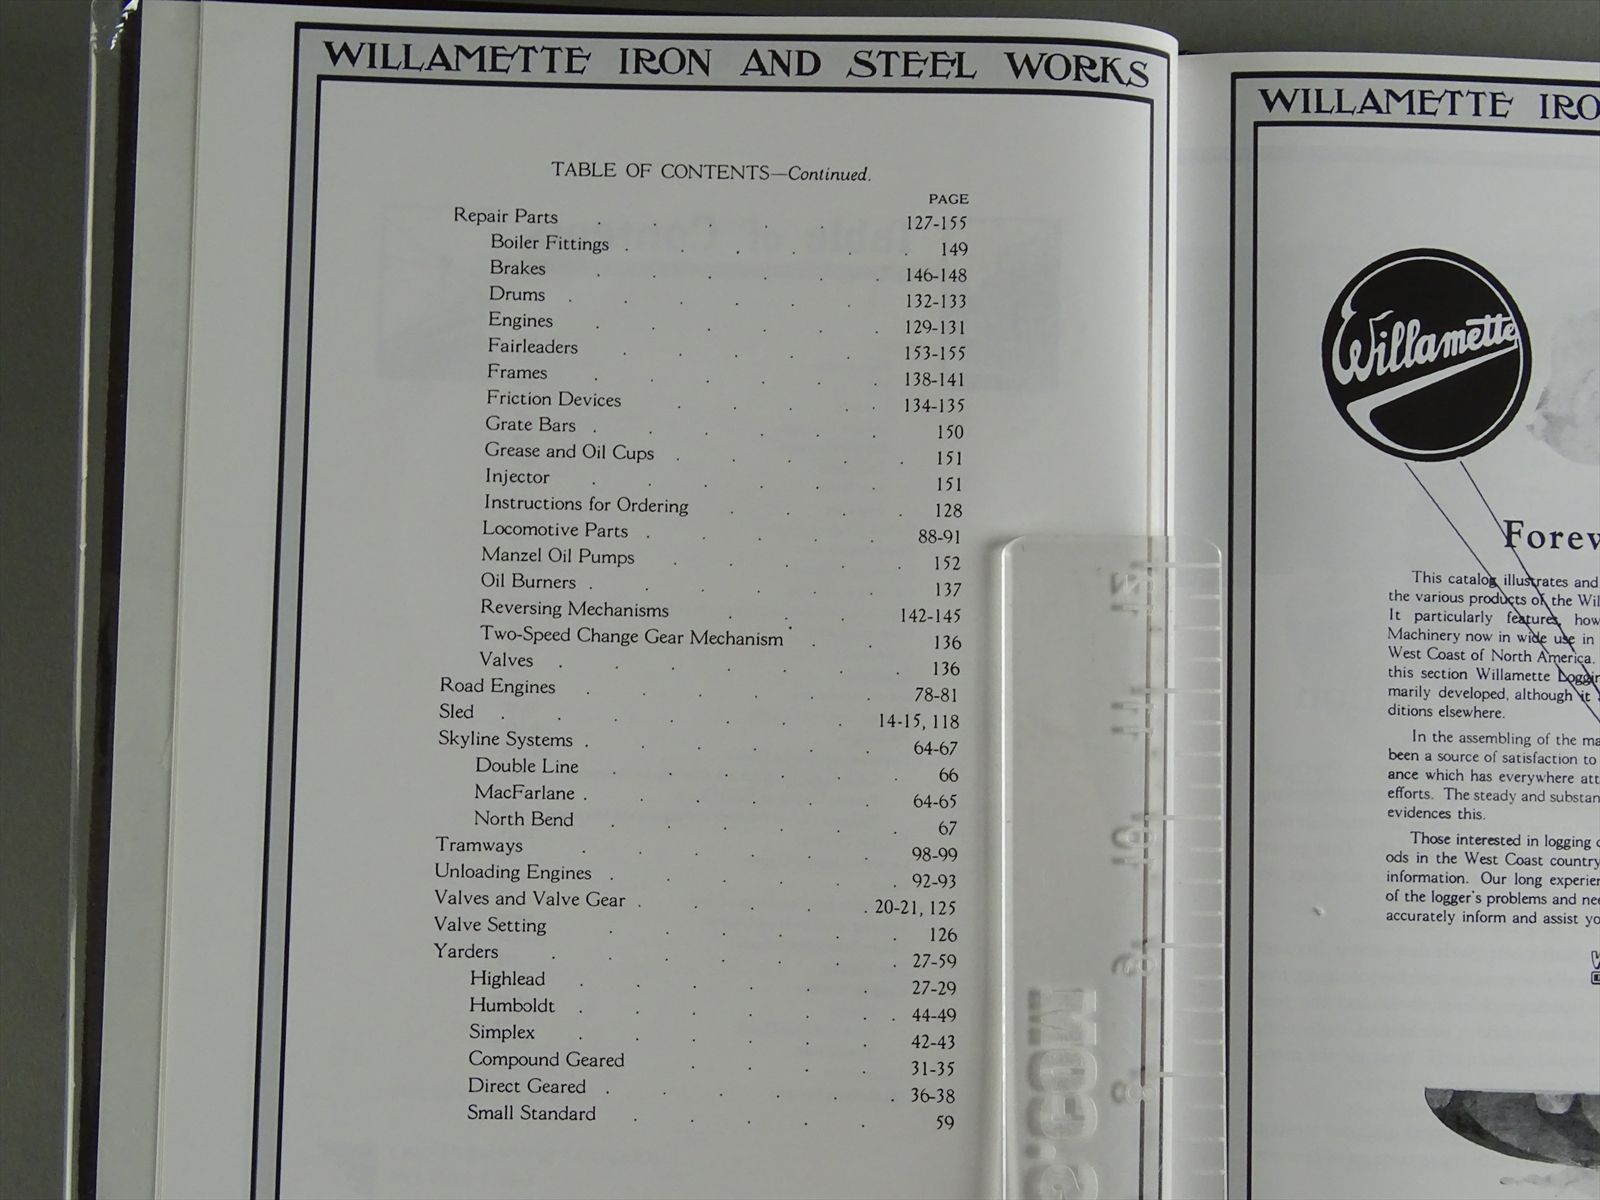 WILLAMETTE IRON AND STEEL WORKS
TABLE OF CONTENTS—Continued.
PAGE
Repair Parts . . . . . 127-155
Boiler Fittings . . . . . . 149
Brakes . . . . . . 146-148
Drums . . . . . . 132-133
Engines . . . . . . 129-131
Fairleaders . . . . . 153-155
Frames . . . . . . 138-141
Friction Devices . . . . . 134-135
Grate Bars . . . . . . 150
Grease and Oil Cups . . . . . 151
Injector . . . . . . 151
Instructions for Ordering . . . . 128
Locomotive Parts . . . . . 88-91
Manzel Oil Pumps . . . . . 152
Oil Burners . . . . . . 137
Reversing Mechanisms . . . . 142-145
Two-Speed Change Gear Mechanism . . . 136
Valves . . . . . . 136
Road Engines . . . . . . 78-81
Sled . . . . . . . 14-15, 118
Skyline Systems . . . . . . 64-67
Double Line . . . . . . 66
MacFarlane . . . . . . 64-65
North Bend . . . . . . 67
Tramways . . . . . . 98-99
Unloading Engines . . . . . . 92-93
Valves and Valve Gear . . . . . 20-21, 125
Valve Setting . . . . . . 126
Yarders . . . . . . . 27-59
Highlead . . . . . . 27-29
Humboldt . . . . . . 44-49
Simplex . . . . . . 42-43
Compound Geared . . . . 31-35
Direct Geared . . . . . . 36-38
Small Standard . . . . . 59
WILLAMETTE
Willamette
This catalog illustrates and
the various products of the
It particularly features
Machinery now in wide use in
West Coast of North America.
this section Willamette
marily developed, although it
ditions elsewhere.
In the assembling of the
been a source of satisfaction to
ance which has everywhere
efforts. The steady and
evidences this.
Those interested in logging
ods in the West Coast country
information. Our long
of the logger's problems and
accurately inform and assist
12 11 10 9 8